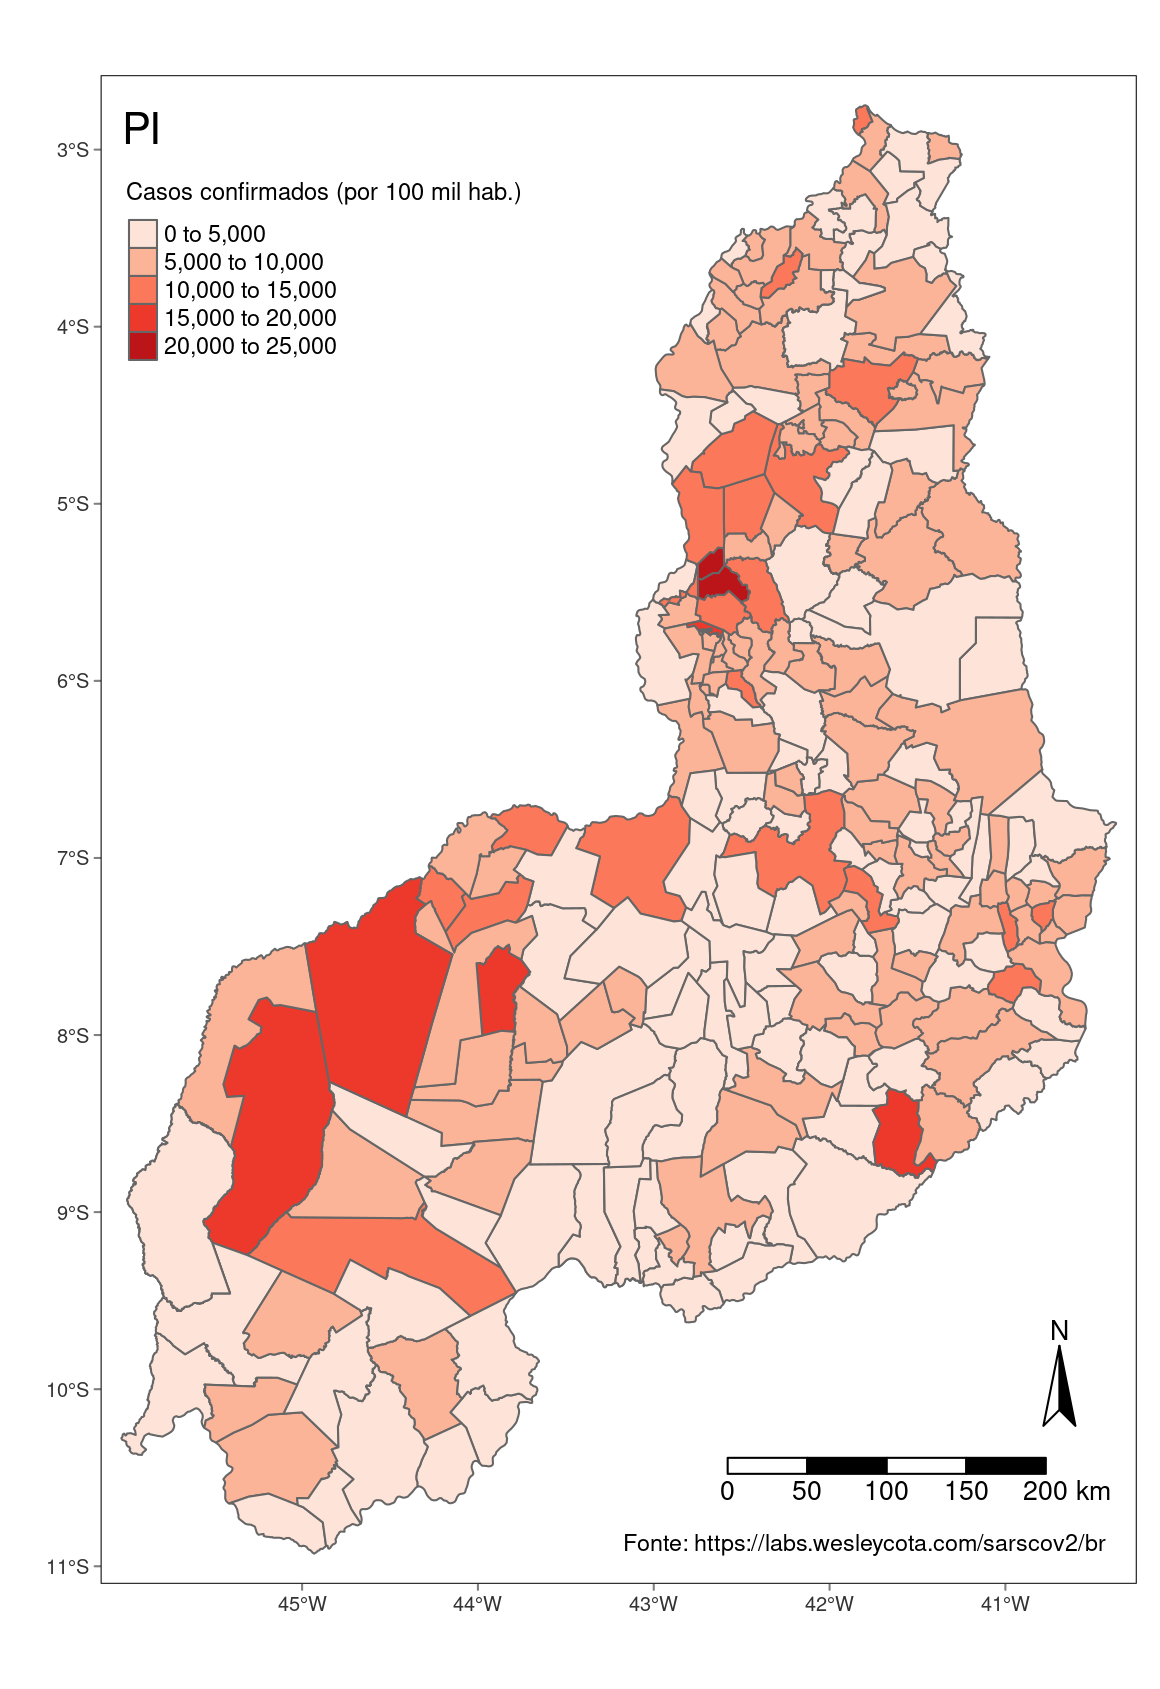 PI
Casos confirmados (por 100 mil hab.)
0 to 5,000
5,000 to 10,000
10,000 to 15,000
15,000 to 20,000
20,000 to 25,000
3°S
4°S
5°S
6°S
7°S
8°S
9°S
10°S
11°S
N
0 50 100 150 200 km
Fonte: https://labs.wesleycota.com/sarscov2/br
45°W 44°W 43°W 42°W 41°W